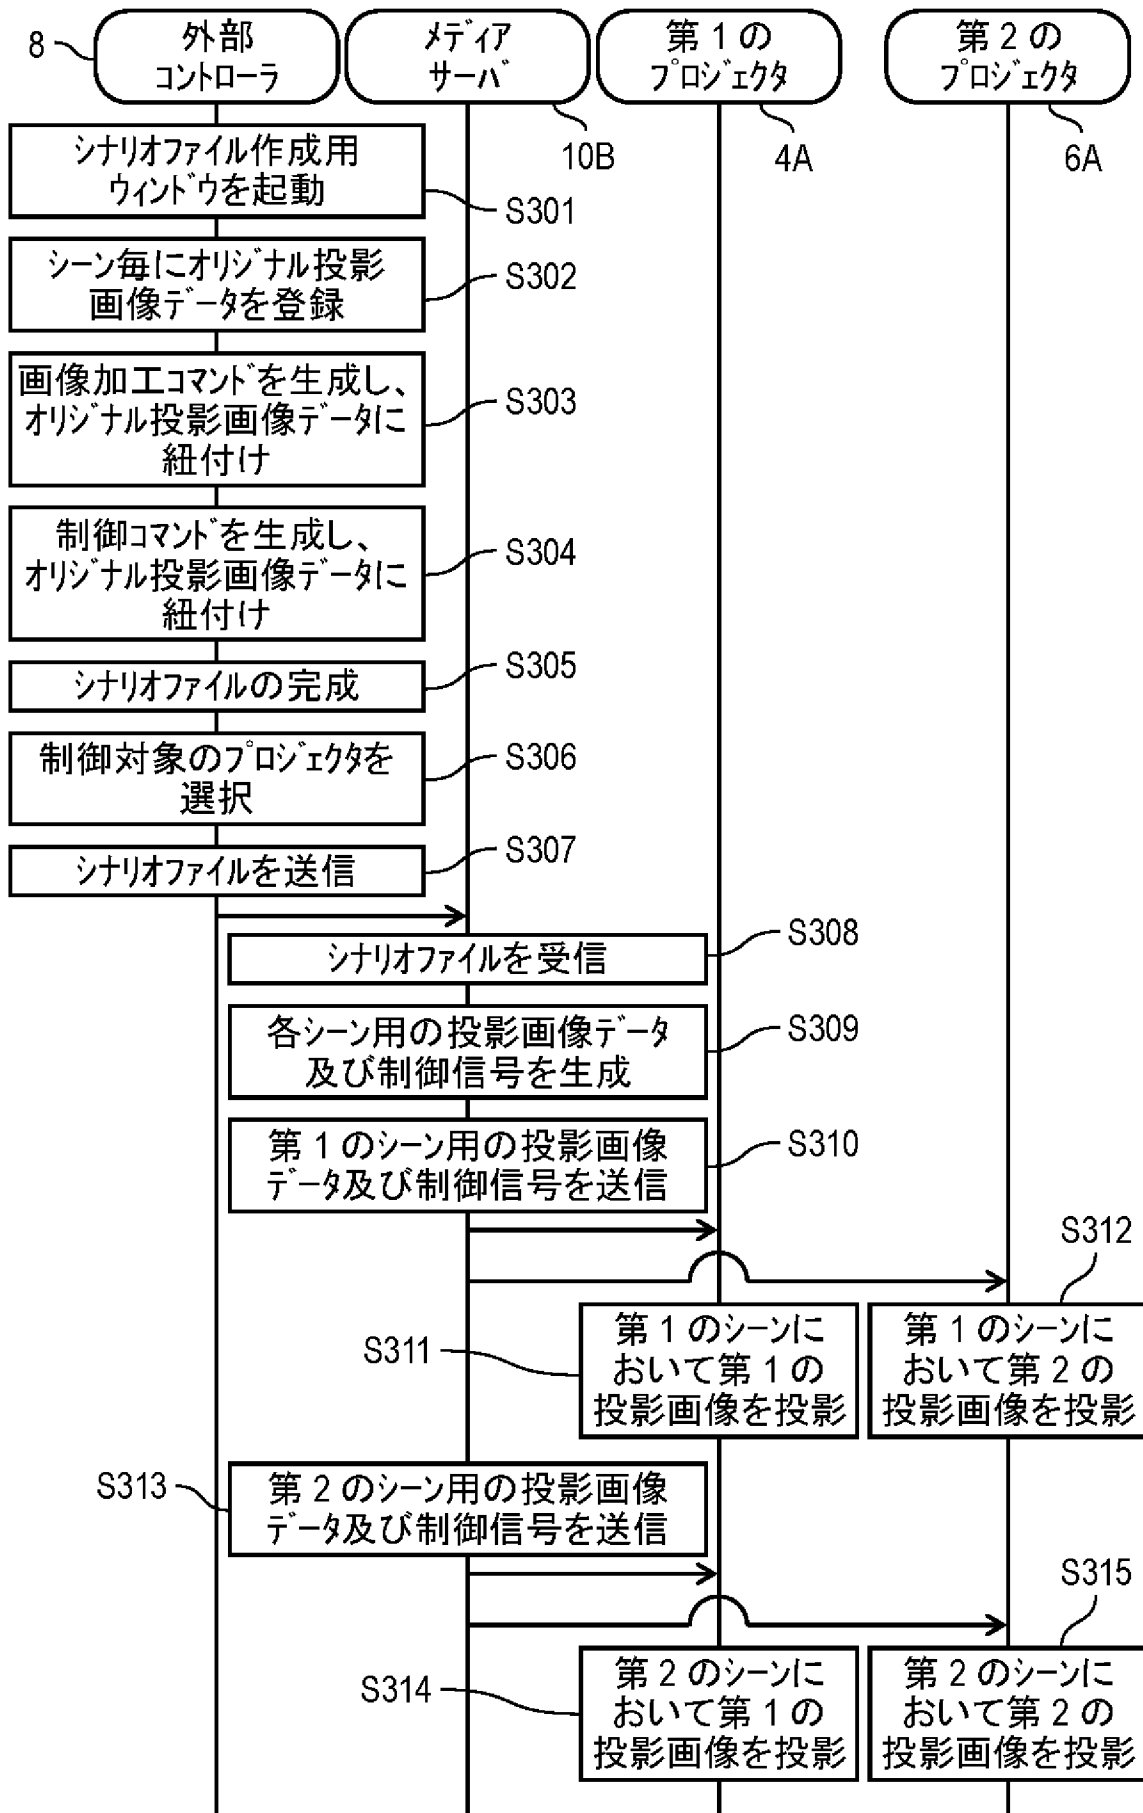 8
外部
コントローラ
メディア
サーバ
第1の
プロジェクタ
第2の
プロジェクタ
10B
4A
6A
シナリオファイル作成用
ウィンドウを起動
S301
シーン毎にオリジナル投影
画像データを登録
S302
画像加工コマンドを生成し、
オリジナル投影画像データに
紐付け
S303
制御コマンドを生成し、
オリジナル投影画像データに
紐付け
S304
シナリオファイルの完成
S305
制御対象のプロジェクタを
選択
S306
シナリオファイルを送信
S307
シナリオファイルを受信
S308
各シーン用の投影画像データ
及び制御信号を生成
S309
第1のシーン用の投影画像
データ及び制御信号を送信
S310
S312
S311
第1のシーンに
おいて第1の
投影画像を投影
第1のシーンに
おいて第2の
投影画像を投影
S313
第2のシーン用の投影画像
データ及び制御信号を送信
S315
S314
第2のシーンに
おいて第1の
投影画像を投影
第2のシーンに
おいて第2の
投影画像を投影